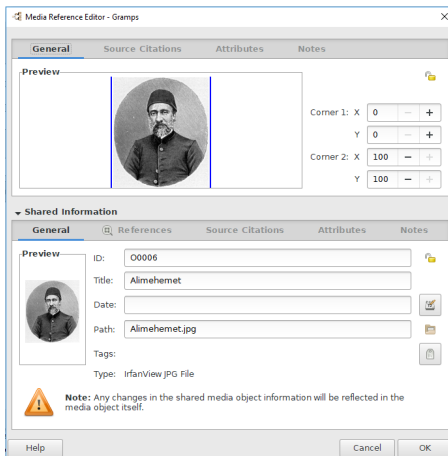 Media Reference Editor - Gramps
General Source Citations Attributes Notes
Preview
Corner 1: X 0
Y 0
Corner 2: X 100
Y 100
Shared Information
General References Source Citations Attributes Notes
Preview
ID: O0006
Title: Alimehemet
Date:
Path: Alimehemet.jpg
Tags:
Type: IrfanView JPG File
Note: Any changes in the shared media object information will be reflected in the
media object itself.
Help Cancel OK